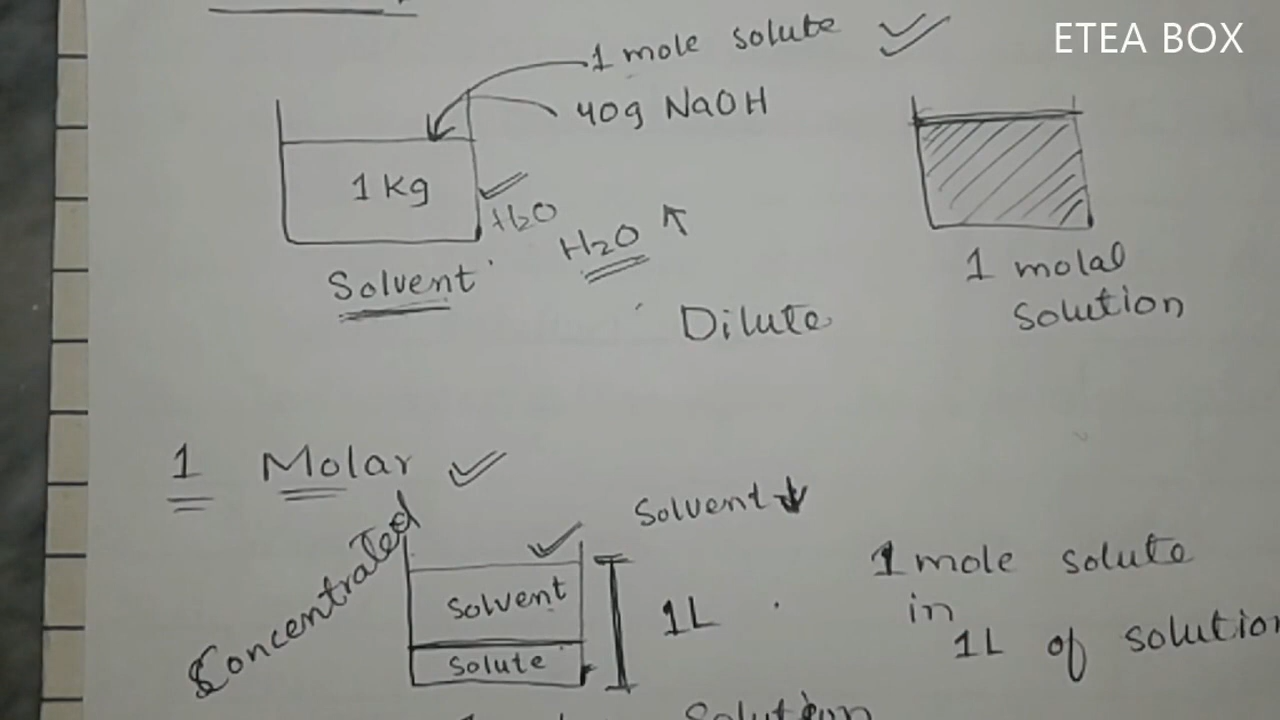 ETEA BOX
1 mole solute
40g NaOH
1 Kg
H2O
H2O ↑
Solvent
Dilute
1 molal
solution
1 Molar
Concentrated
Solvent ↓
Solvent
Solute
1L
1 mole solute
in
1L of solution
Solution